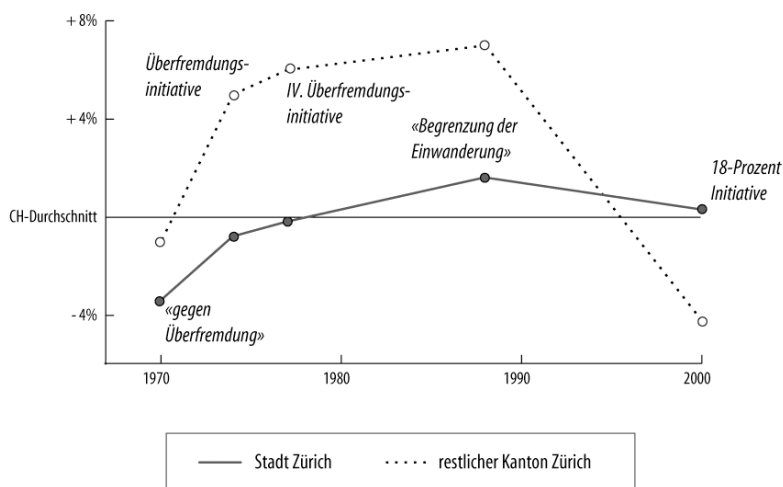 + 8%
Überfremdungs-
initiative
IV. Überfremdungs-
initiative
+ 4%
«Begrenzung der
Einwanderung»
18-Prozent
Initiative
CH-Durchschnitt
- 4%
«gegen
Überfremdung»
1970
1980
1990
2000
Stadt Zürich
restlicher Kanton Zürich